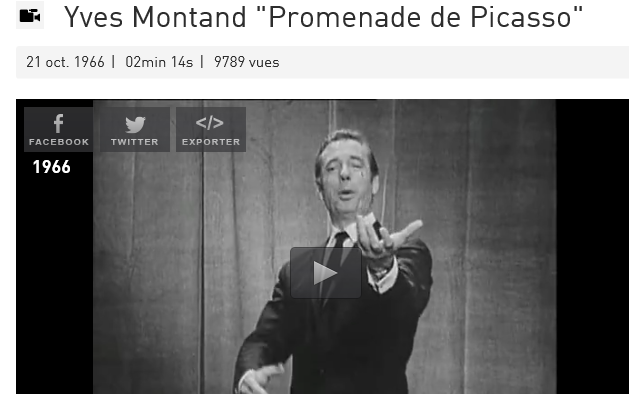 Yves Montand "Promenade de Picasso"
21 oct. 1966 | 02min 14s | 9789 vues
FACEBOOK TWITTER </> EXPORTER
1966